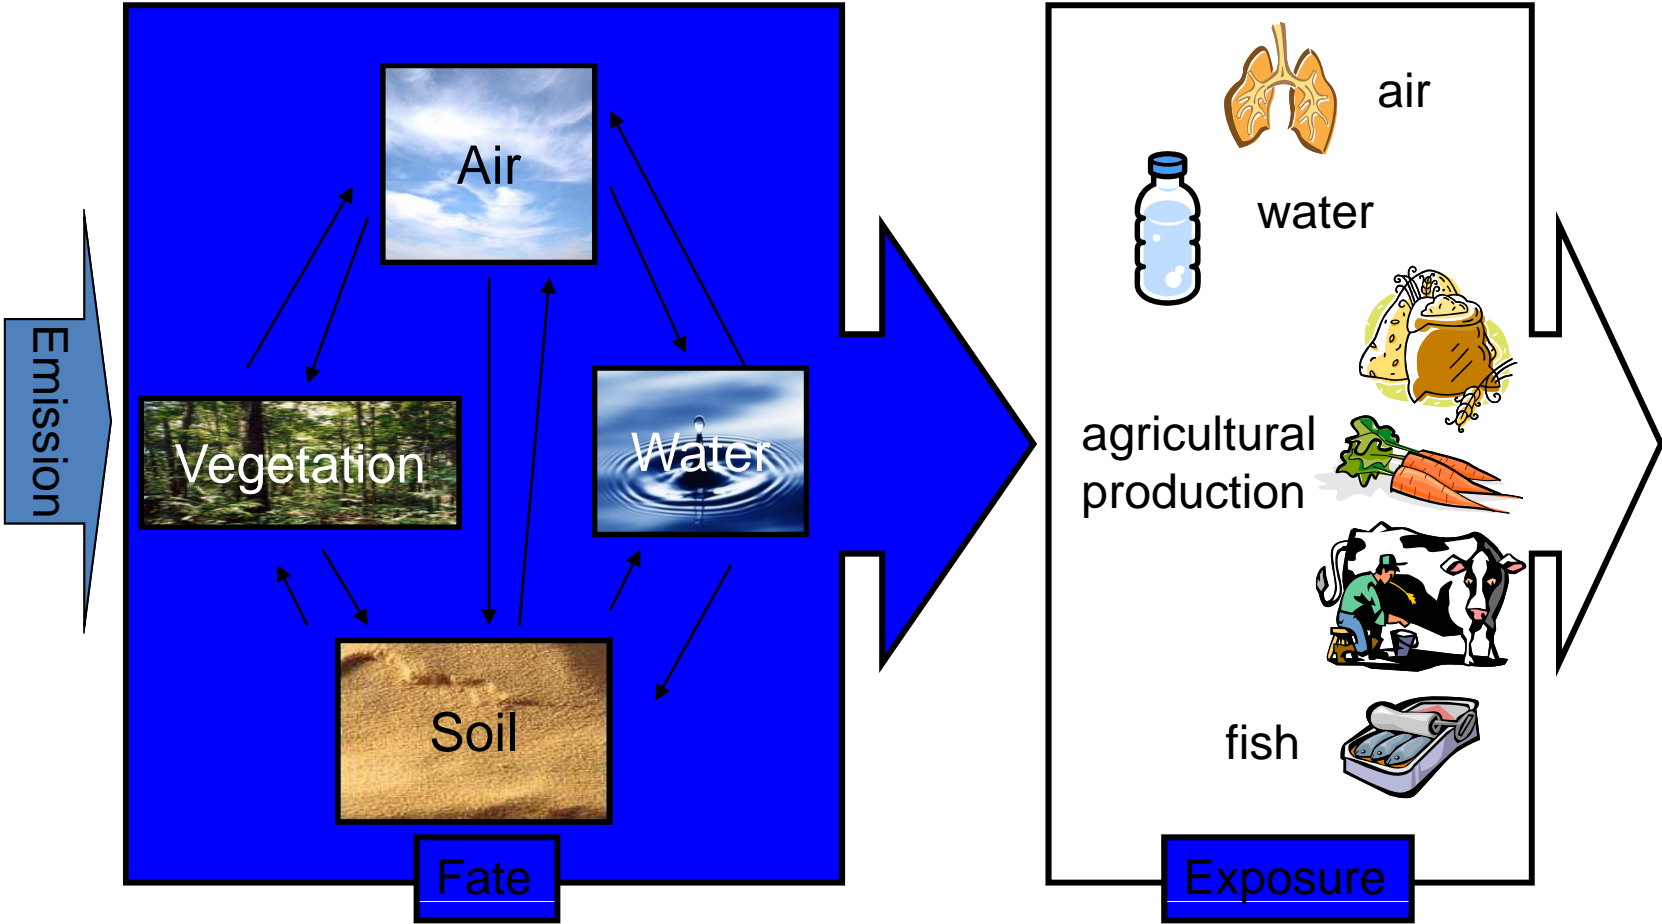 Emission
Air
Vegetation
Water
Soil
Fate
air
water
agricultural
production
fish
Exposure